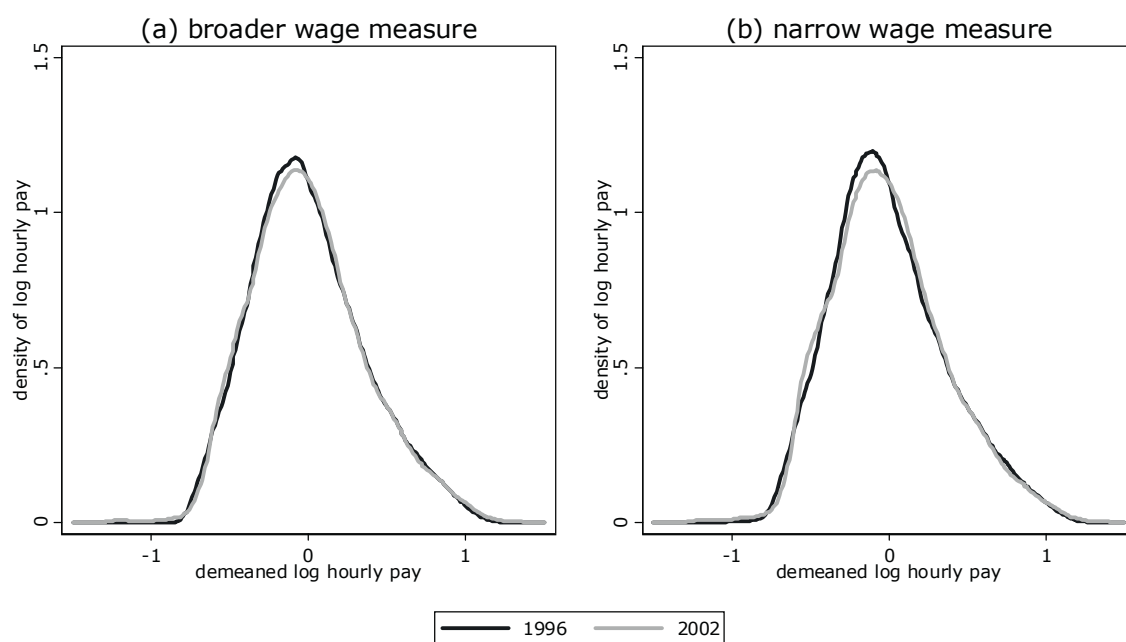 (a) broader wage measure
density of log hourly pay
1.5
1
.5
0
-1 0 1
demeaned log hourly pay
(b) narrow wage measure
density of log hourly pay
1.5
1
.5
0
-1 0 1
demeaned log hourly pay
1996 2002